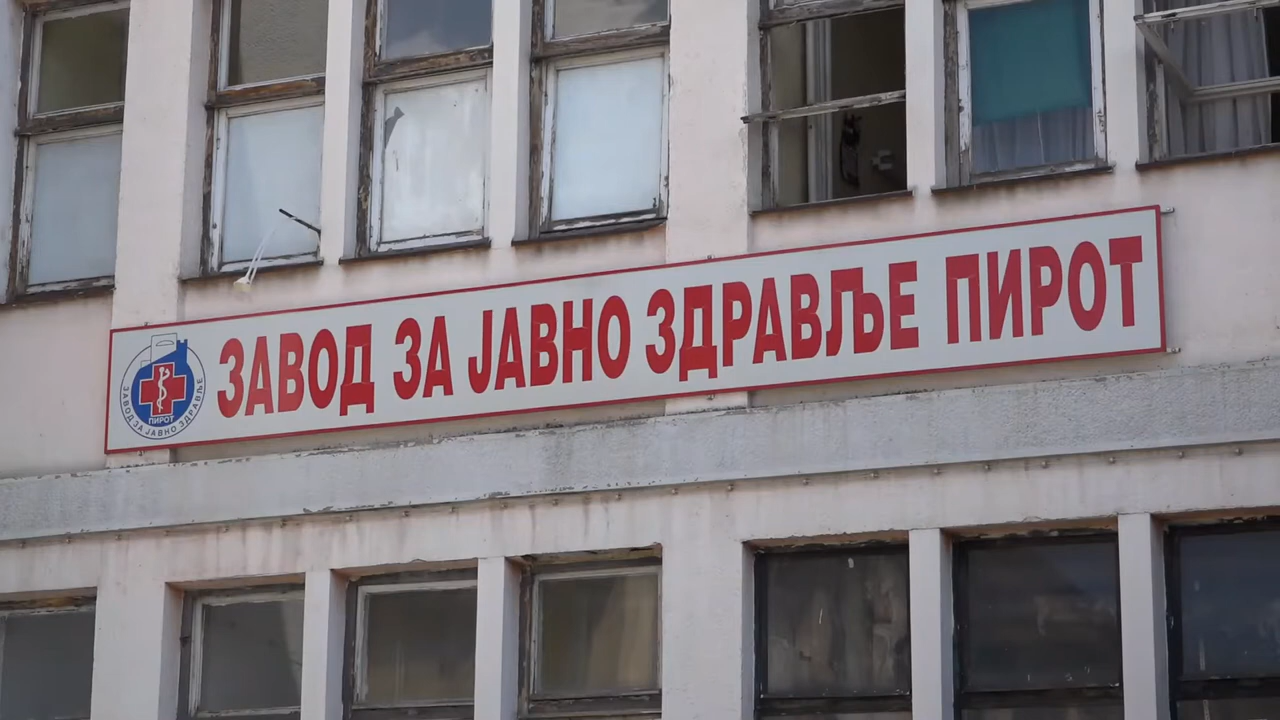 ЗАВОД ЗА ЈАВНО ЗДРАВЉЕ ПИРОТ
ПИРОТ
ЗАВОД ЗА ЈАВНО ЗДРАВЉЕ